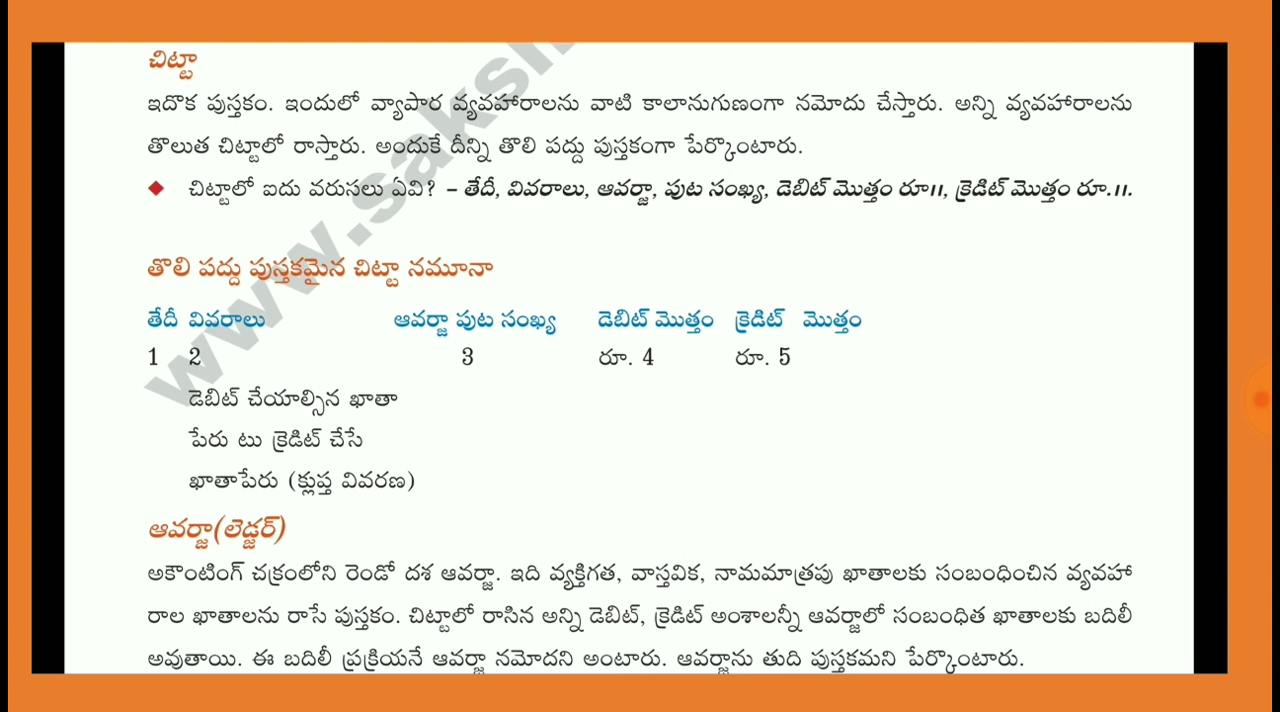 చిట్టా
ఇదొక పుస్తకం. ఇందులో వ్యాపార వ్యవహారాలను వాటి కాలానుగుణంగా నమోదు చేస్తారు. అన్ని వ్యవహారాలను
తొలుత చిట్టాలో రాస్తారు. అందుకే దీన్ని తొలి పద్దు పుస్తకంగా పేర్కొంటారు.
◆ చిట్టాలో ఐదు వరుసలు ఏవి? – తేదీ, వివరాలు, ఆవర్జా, పుట సంఖ్య, డెబిట్ మొత్తం రూ।।, క్రెడిట్ మొత్తం రూ.।।.
తొలి పద్దు పుస్తకమైన చిట్టా నమూనా
తేదీ వివరాలు ఆవర్జా పుట సంఖ్య డెబిట్ మొత్తం క్రెడిట్ మొత్తం
1 2 3 రూ. 4 రూ. 5
డెబిట్ చేయాల్సిన ఖాతా
పేరు టు క్రెడిట్ చేసే
ఖాతాపేరు (క్లుప్త వివరణ)
ఆవర్జా(లెడ్జర్)
అకౌంటింగ్ చక్రంలోని రెండో దశ ఆవర్జా. ఇది వ్యక్తిగత, వాస్తవిక, నామమాత్రపు ఖాతాలకు సంబంధించిన వ్యవహా
రాల ఖాతాలను రాసే పుస్తకం. చిట్టాలో రాసిన అన్ని డెబిట్, క్రెడిట్ అంశాలన్నీ ఆవర్జాలో సంబంధిత ఖాతాలకు బదిలీ
అవుతాయి. ఈ బదిలీ ప్రక్రియనే ఆవర్జా నమోదని అంటారు. ఆవర్జాను తుది పుస్తకమని పేర్కొంటారు.